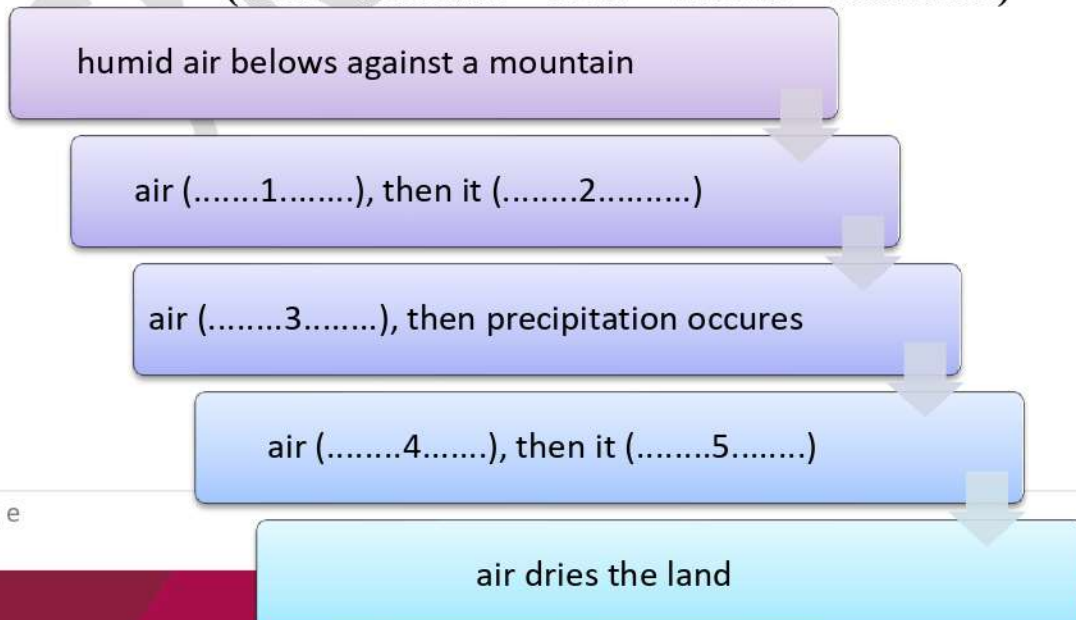 humid air belows against a mountain
air (.......1........), then it (........2..........)
air (........3........), then precipitation occures
air (........4.......), then it (........5........)
e
air dries the land